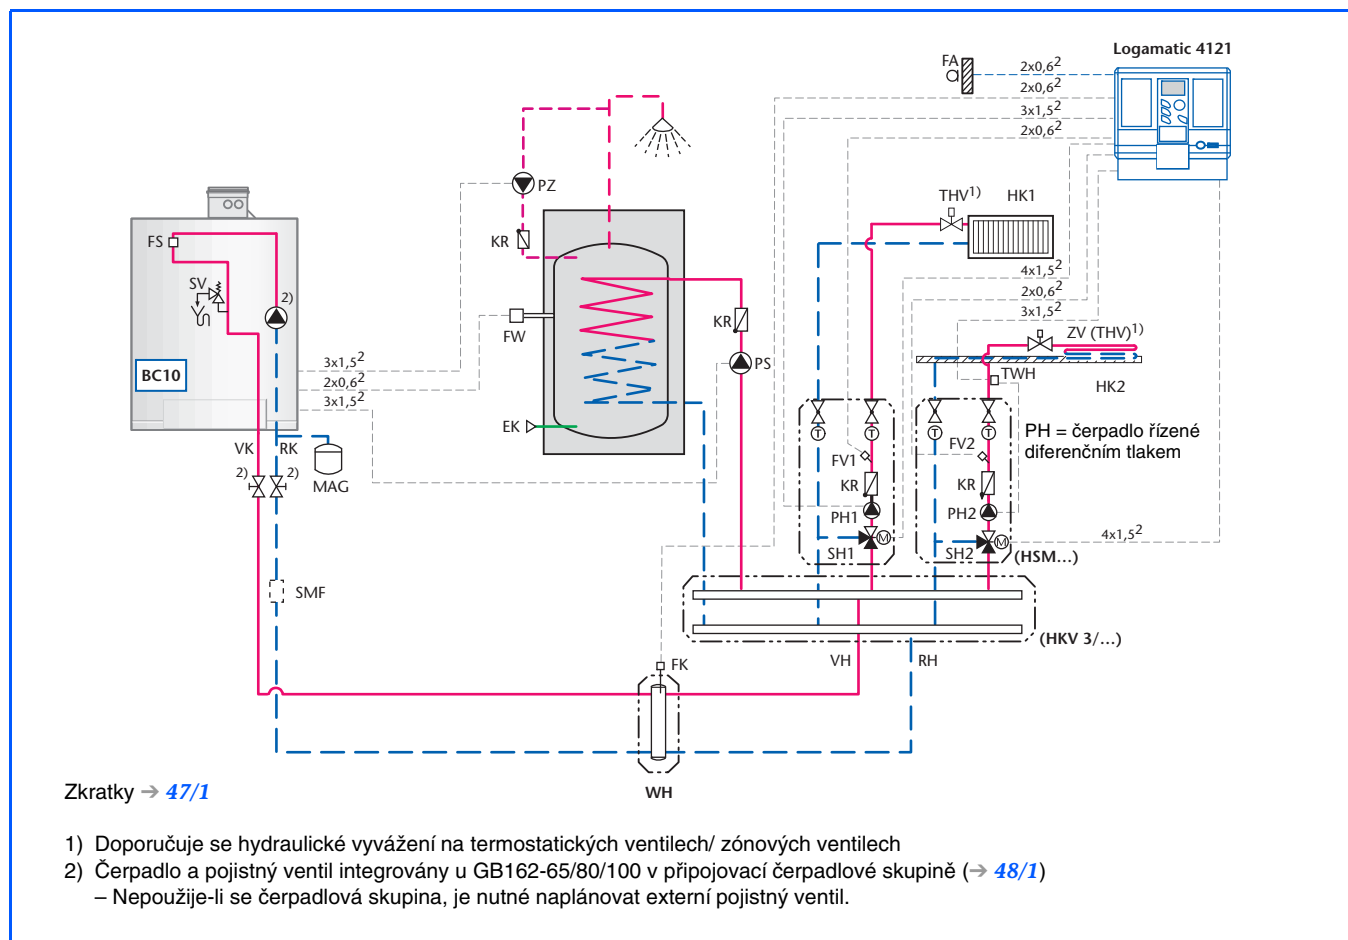 Logamatic 4121
FA
2x0,6²
2x0,6²
3x1,5²
2x0,6²
PZ
THV¹⁾
HK1
FS
KR
SV
2)
4x1,5²
2x0,6²
3x1,5²
FW
KR
ZV (THV)¹⁾
BC10
3x1,5²
2x0,6²
3x1,5²
PS
TWH
HK2
EK
T
T
T
T
PH = čerpadlo řízené
diferenčním tlakem
VK
RK
FV1
FV2
2)
2)
MAG
KR
KR
PH1
PH2
M
M
4x1,5²
SH1
SH2
(HSM...)
SMF
(HKV 3/...)
VH
RH
FK
WH
Zkratky ➔ 47/1
1) Doporučuje se hydraulické vyvážení na termostatických ventilech/ zónových ventilech
2) Čerpadlo a pojistný ventil integrovány u GB162-65/80/100 v připojovací čerpadlové skupině (➔ 48/1)
– Nepoužije-li se čerpadlová skupina, je nutné naplánovat externí pojistný ventil.